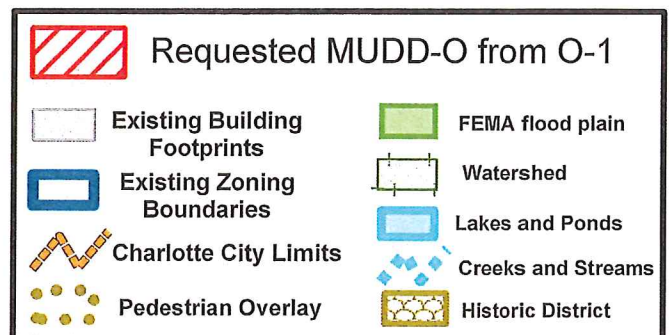 Requested MUDD-O from O-1
Existing Building
Footprints
Existing Zoning
Boundaries
Charlotte City Limits
Pedestrian Overlay
FEMA flood plain
Watershed
Lakes and Ponds
Creeks and Streams
Historic District